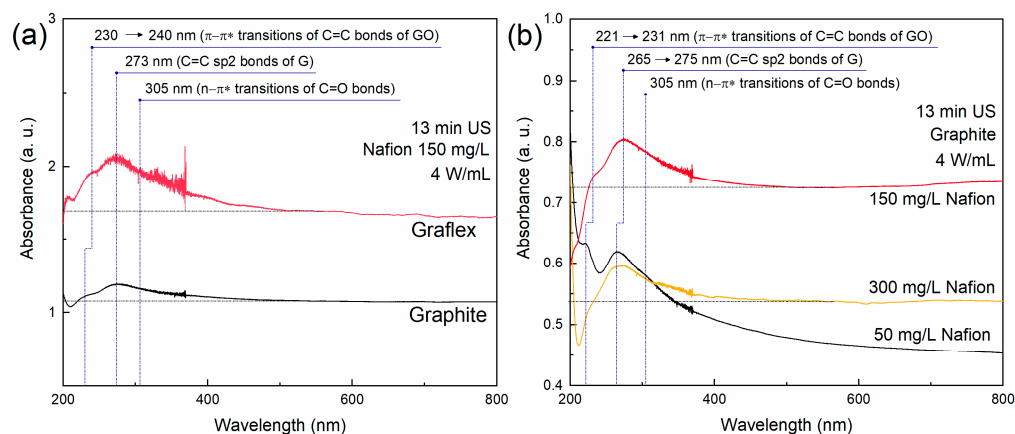 (a)
230 → 240 nm (π−π* transitions of C=C bonds of GO)
273 nm (C=C sp2 bonds of G)
305 nm (n−π* transitions of C=O bonds)
13 min US
Nafion 150 mg/L
4 W/mL
Graflex
Graphite
Absorbance (a. u.)
3
2
1
200
400
600
800
Wavelength (nm)
(b)
221 → 231 nm (π−π* transitions of C=C bonds of GO)
265 → 275 nm (C=C sp2 bonds of G)
305 nm (n−π* transitions of C=O bonds)
13 min US
Graphite
4 W/mL
150 mg/L Nafion
300 mg/L Nafion
50 mg/L Nafion
Absorbance (a. u.)
1.0
0.9
0.8
0.7
0.6
0.5
0.4
200
400
600
800
Wavelength (nm)